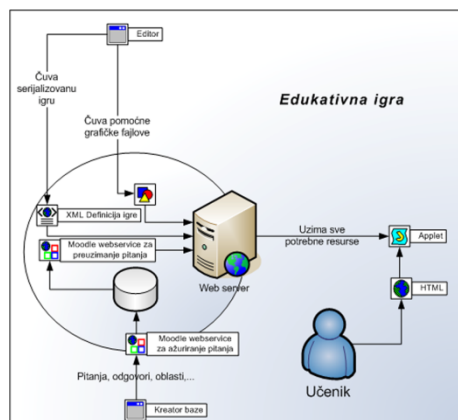 Editor
Čuva
serijalizovanu
igru
Čuva pomoćne
grafičke fajlove
Edukativna igra
XML Definicija igre
Moodle webservice za
preuzimanje pitanja
Web server
Uzima sve
potrebne resurse
Applet
HTML
Moodle webservice
za ažuriranje pitanja
Pitanja, odgovori, oblasti,...
Učenik
Kreator baze